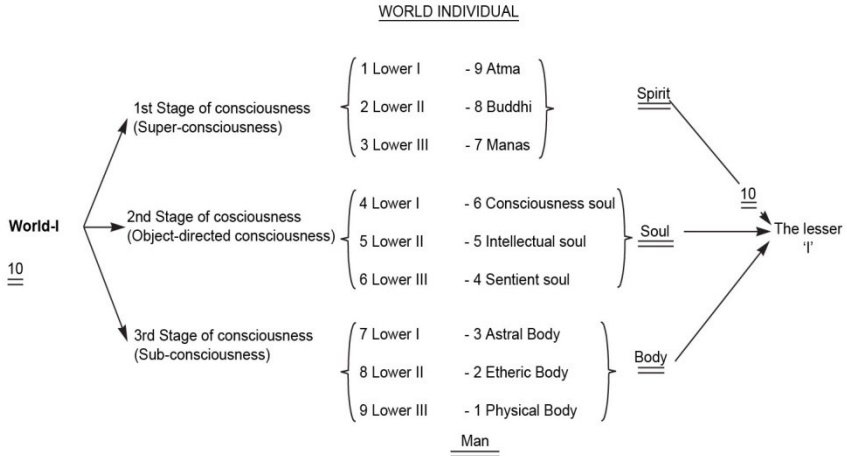 WORLD INDIVIDUAL
1 Lower I - 9 Atma
1st Stage of consciousness
(Super-consciousness)
2 Lower II - 8 Buddhi
Spirit
3 Lower III - 7 Manas
10
World-I
10
2nd Stage of cosciousness
(Object-directed consciousness)
4 Lower I - 6 Consciousness soul
5 Lower II - 5 Intellectual soul
6 Lower III - 4 Sentient soul
Soul
The lesser
'I'
3rd Stage of consciousness
(Sub-consciousness)
7 Lower I - 3 Astral Body
8 Lower II - 2 Etheric Body
9 Lower III - 1 Physical Body
Body
Man